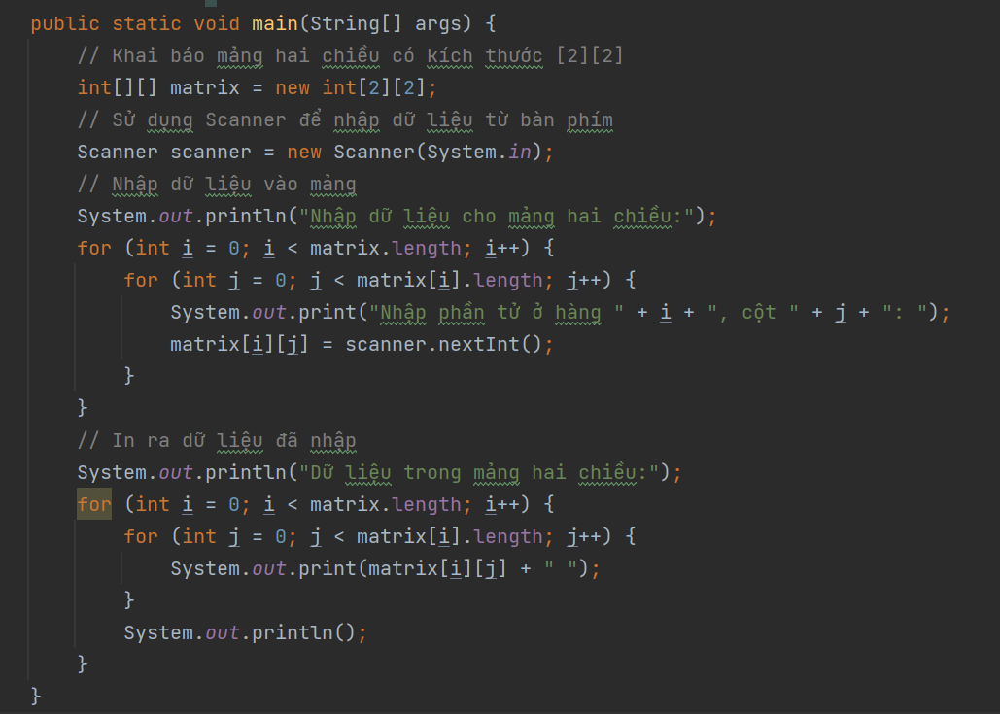 public static void main(String[] args) {
    // Khai báo mảng hai chiều có kích thước [2][2]
    int[][] matrix = new int[2][2];
    // Sử dụng Scanner để nhập dữ liệu từ bàn phím
    Scanner scanner = new Scanner(System.in);
    // Nhập dữ liệu vào mảng
    System.out.println("Nhập dữ liệu cho mảng hai chiều:");
    for (int i = 0; i < matrix.length; i++) {
        for (int j = 0; j < matrix[i].length; j++) {
            System.out.print("Nhập phần tử ở hàng " + i + ", cột " + j + ": ");
            matrix[i][j] = scanner.nextInt();
        }
    }
    // In ra dữ liệu đã nhập
    System.out.println("Dữ liệu trong mảng hai chiều:");
    for (int i = 0; i < matrix.length; i++) {
        for (int j = 0; j < matrix[i].length; j++) {
            System.out.print(matrix[i][j] + " ");
        }
        System.out.println();
    }
}